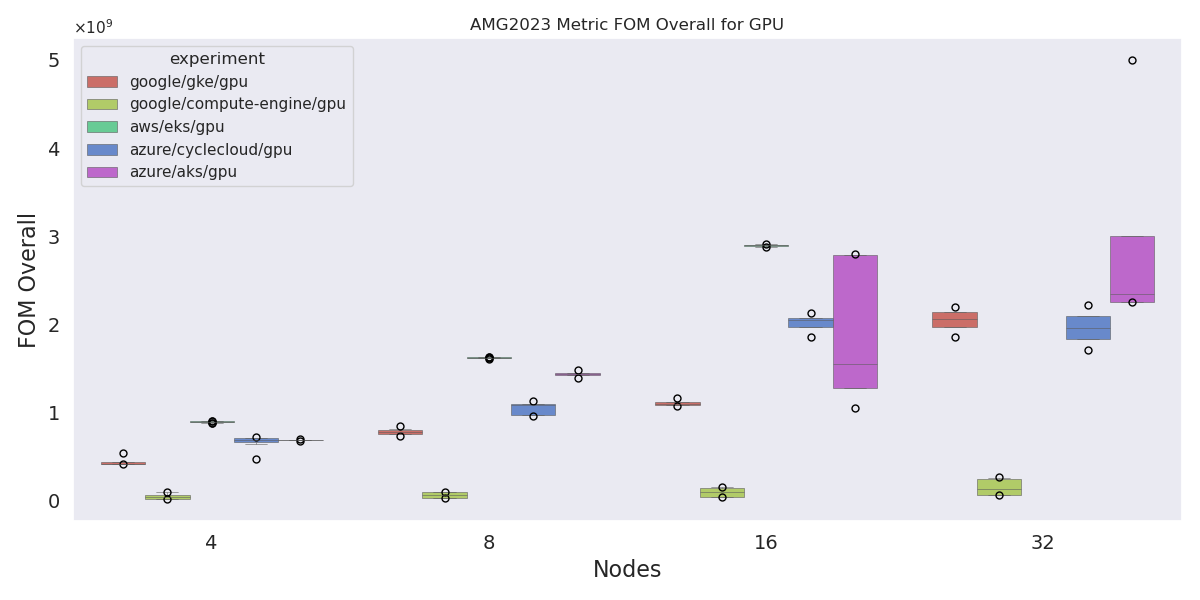 AMG2023 Metric FOM Overall for GPU
×10⁹
experiment
google/gke/gpu
google/compute-engine/gpu
aws/eks/gpu
azure/cyclecloud/gpu
azure/aks/gpu
FOM Overall
5
4
3
2
1
0
4 8 16 32
Nodes